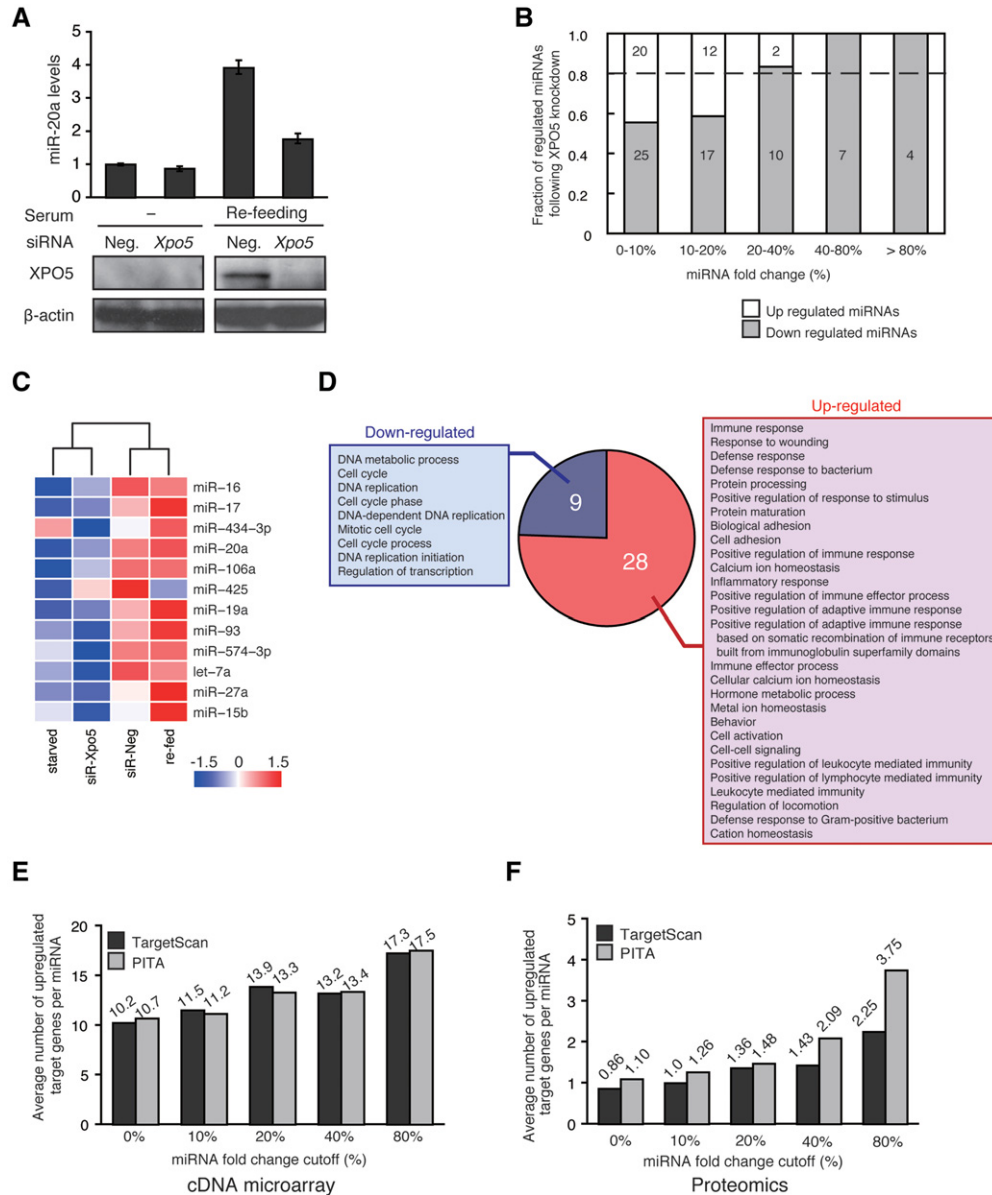 A
miR-20a levels
5
4
3
2
1
0
Serum – Re-feeding
siRNA Neg. Xpo5 Neg. Xpo5
XPO5
β-actin
B
Fraction of regulated miRNAs
following XPO5 knockdown
1.0
0.8
0.6
0.4
0.2
0
20 12 2
25 17 10 7 4
0-10% 10-20% 20-40% 40-80% > 80%
miRNA fold change (%)
Up regulated miRNAs
Down regulated miRNAs
C
miR-16
miR-17
miR-434-3p
miR-20a
miR-106a
miR-425
miR-19a
miR-93
miR-574-3p
let-7a
miR-27a
miR-15b
starved siR-Xpo5 siR-Neg re-fed
-1.5 0 1.5
D
Down-regulated
DNA metabolic process
Cell cycle
DNA replication
Cell cycle phase
DNA-dependent DNA replication
Mitotic cell cycle
Cell cycle process
DNA replication initiation
Regulation of transcription
9
28
Up-regulated
Immune response
Response to wounding
Defense response
Defense response to bacterium
Protein processing
Positive regulation of response to stimulus
Protein maturation
Biological adhesion
Cell adhesion
Positive regulation of immune response
Calcium ion homeostasis
Inflammatory response
Positive regulation of immune effector process
Positive regulation of adaptive immune response
Positive regulation of adaptive immune response
based on somatic recombination of immune receptors
built from immunoglobulin superfamily domains
Immune effector process
Cellular calcium ion homeostasis
Hormone metabolic process
Metal ion homeostasis
Behavior
Cell activation
Cell-cell signaling
Positive regulation of leukocyte mediated immunity
Positive regulation of lymphocyte mediated immunity
Leukocyte mediated immunity
Regulation of locomotion
Defense response to Gram-positive bacterium
Cation homeostasis
E
Average number of upregulated
target genes per miRNA
20
15
10
5
0
TargetScan
PITA
10.2 10.7 11.5 11.2 13.9 13.3 13.2 13.4 17.3 17.5
0% 10% 20% 40% 80%
miRNA fold change cutoff (%)
cDNA microarray
F
Average number of upregulated
target genes per miRNA
5
4
3
2
1
0
TargetScan
PITA
0.86 1.10 1.0 1.26 1.36 1.48 1.43 2.09 2.25 3.75
0% 10% 20% 40% 80%
miRNA fold change cutoff (%)
Proteomics